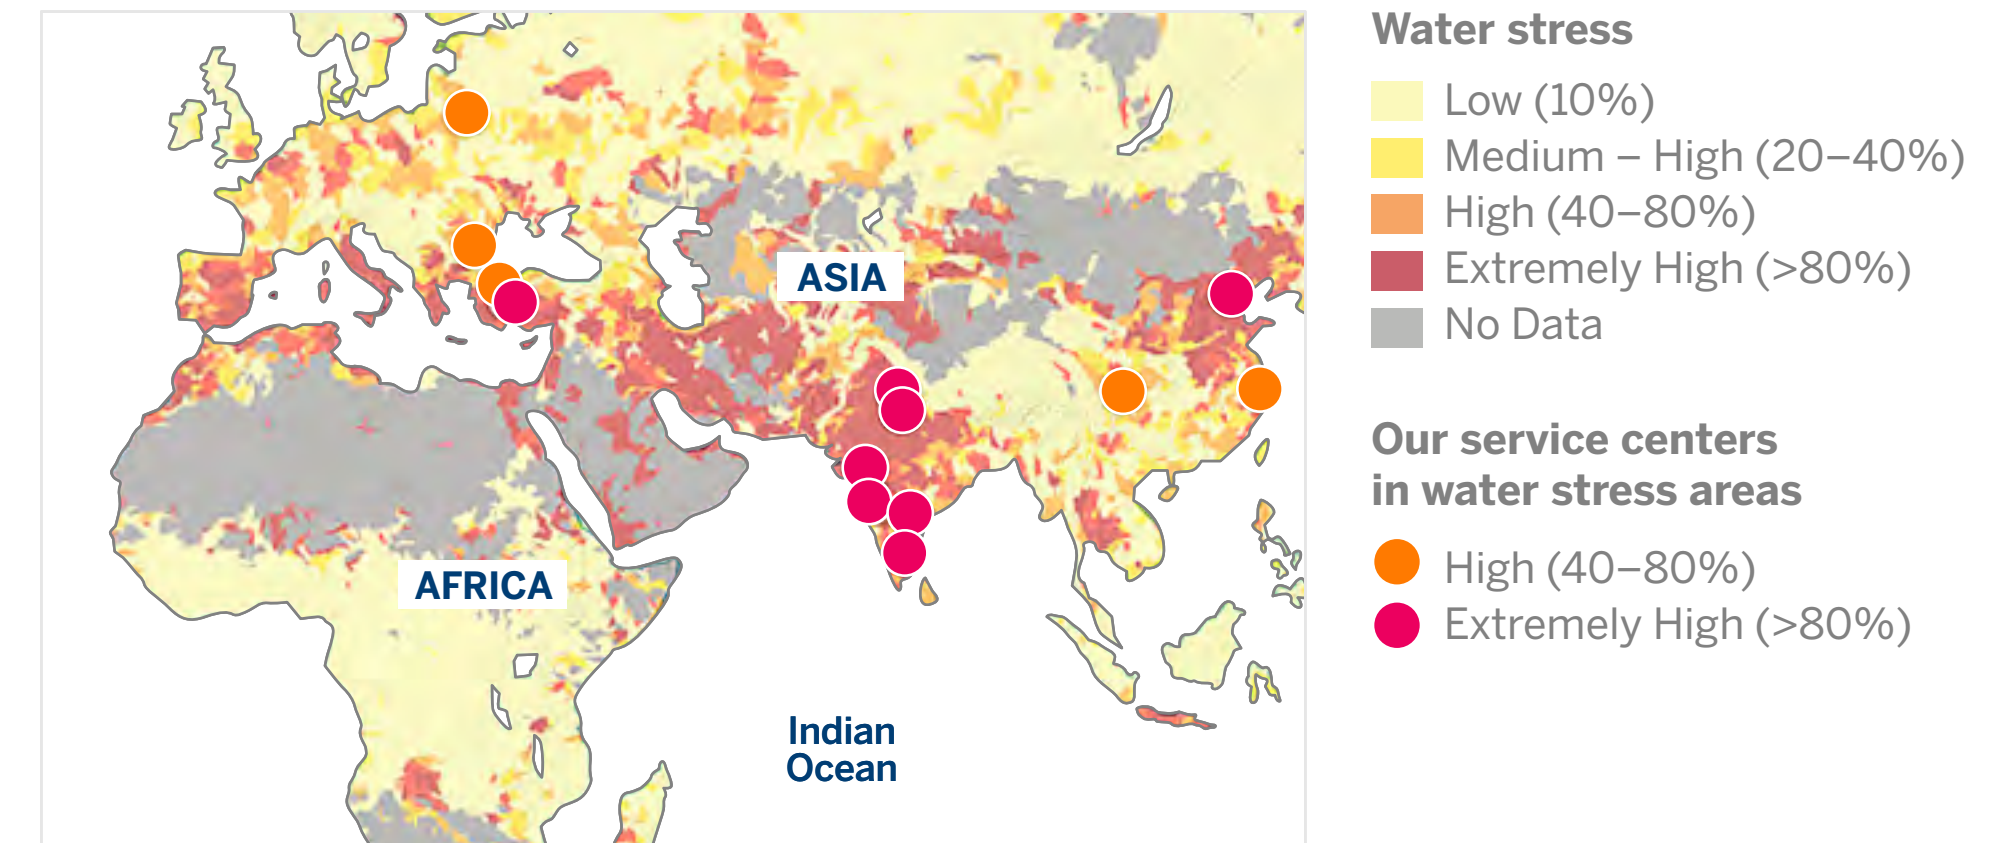 ASIA
AFRICA
Indian
Ocean
Water stress
Low (10%)
Medium – High (20–40%)
High (40–80%)
Extremely High (>80%)
No Data
Our service centers
in water stress areas
High (40–80%)
Extremely High (>80%)